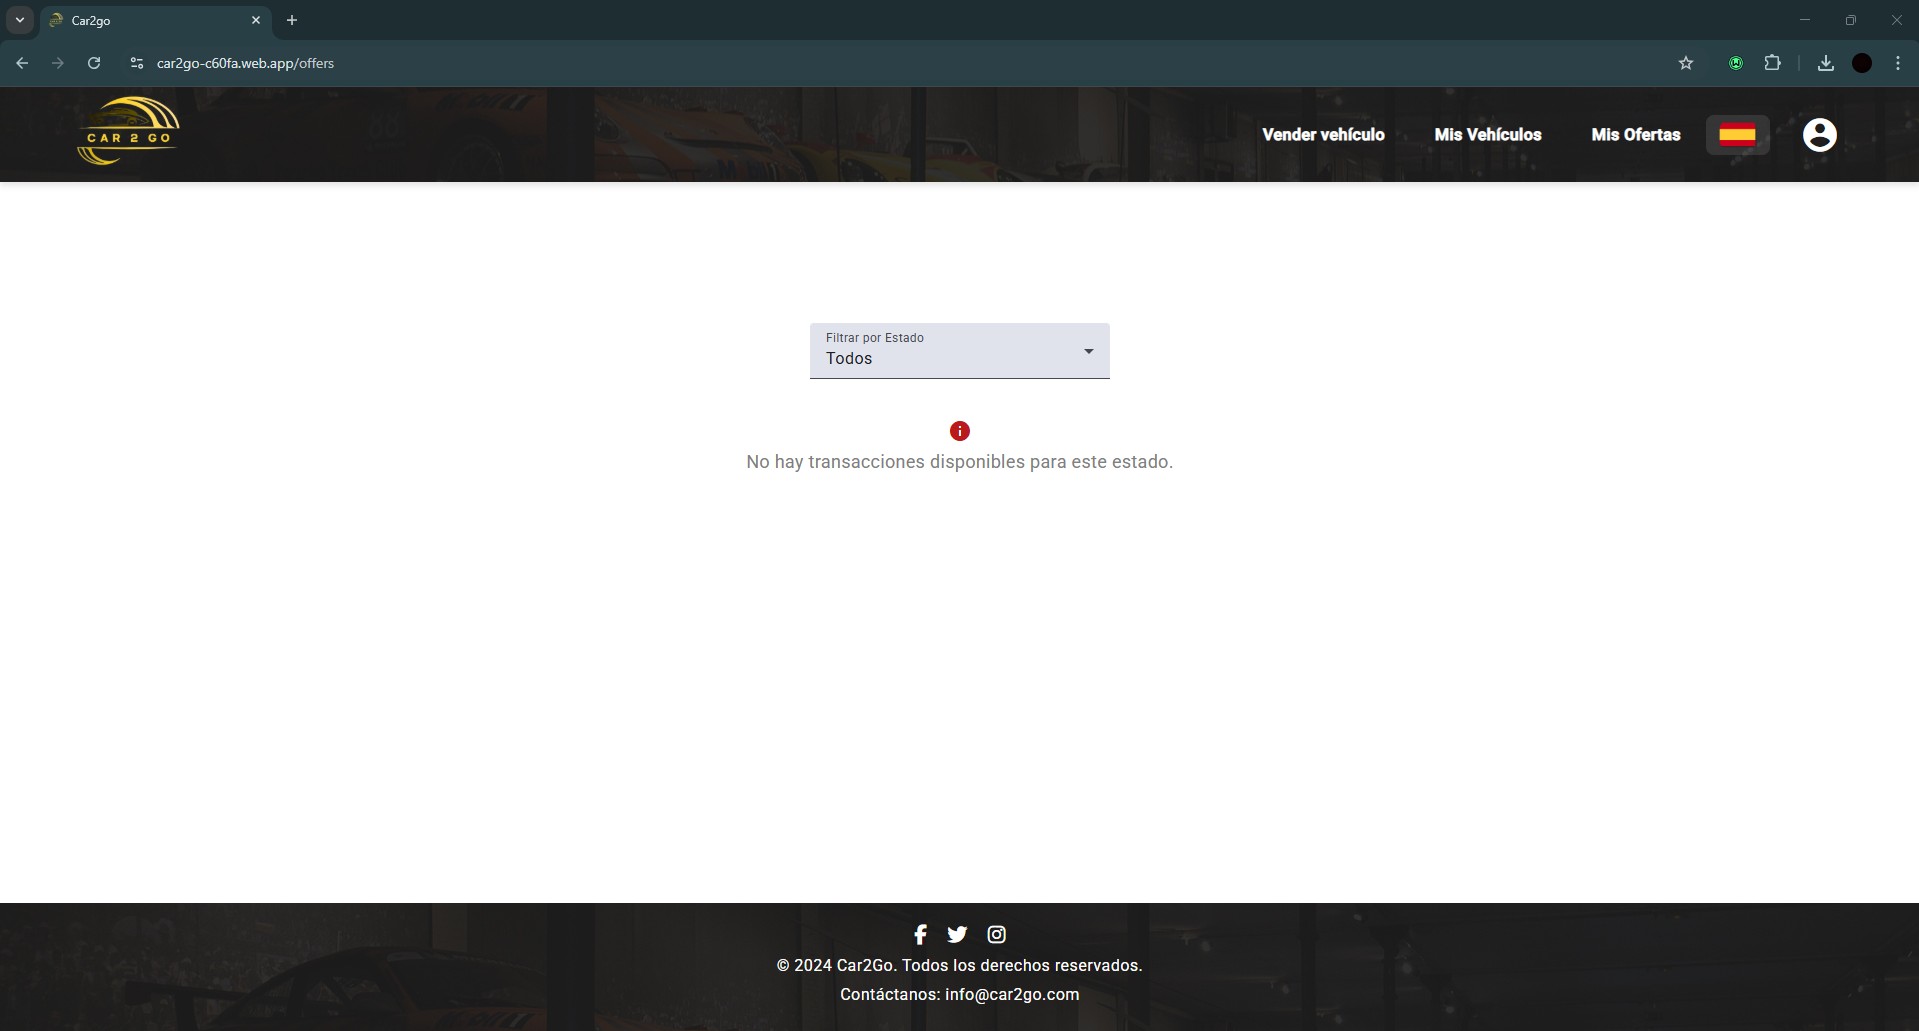 Car2go
car2go-c60fa.web.app/offers
CAR 2 GO
Vender vehículo
Mis Vehículos
Mis Ofertas
Filtrar por Estado
Todos
No hay transacciones disponibles para este estado.
© 2024 Car2Go. Todos los derechos reservados.
Contáctanos: info@car2go.com